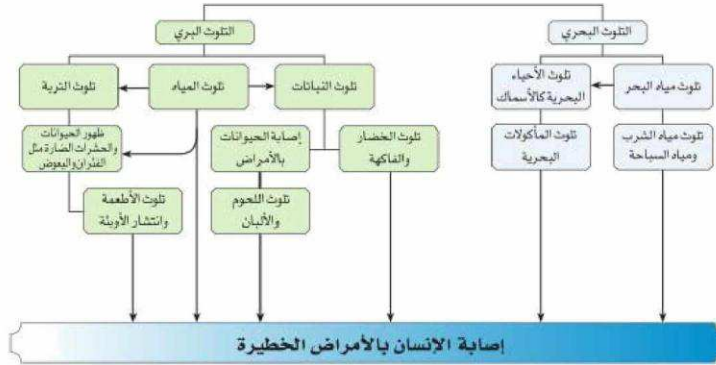 التلوث البحري
التلوث البري
تلوث مياه البحر
تلوث الأحياء
البحرية كالأسماك
تلوث النباتات
تلوث المياه
تلوث التربة
تلوث مياه الشرب
ومياه السباحة
تلوث المأكولات
البحرية
تلوث الخضار
والفاكهة
إصابة الحيوانات
بالأمراض
ظهور الحيوانات
والحشرات الضارة مثل
الفئران والبعوض
تلوث اللحوم
والألبان
تلوث الأطعمة
وانتشار الأوبئة
إصابة الإنسان بالأمراض الخطيرة